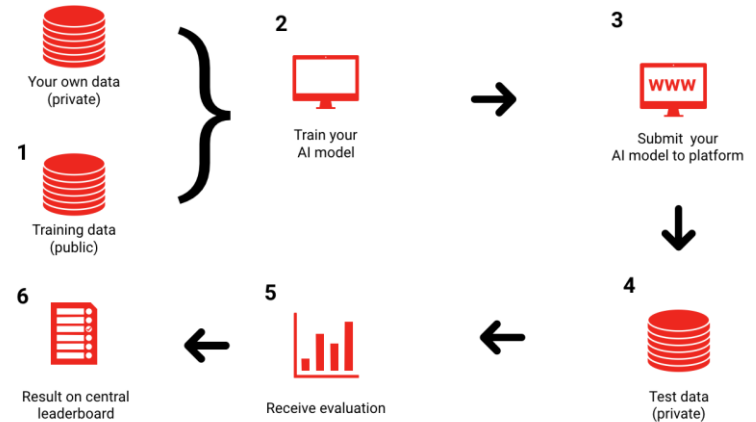 Your own data
(private)
1
Training data
(public)
2
Train your
AI model
3
www
Submit your
AI model to platform
4
Test data
(private)
5
Receive evaluation
6
Result on central
leaderboard